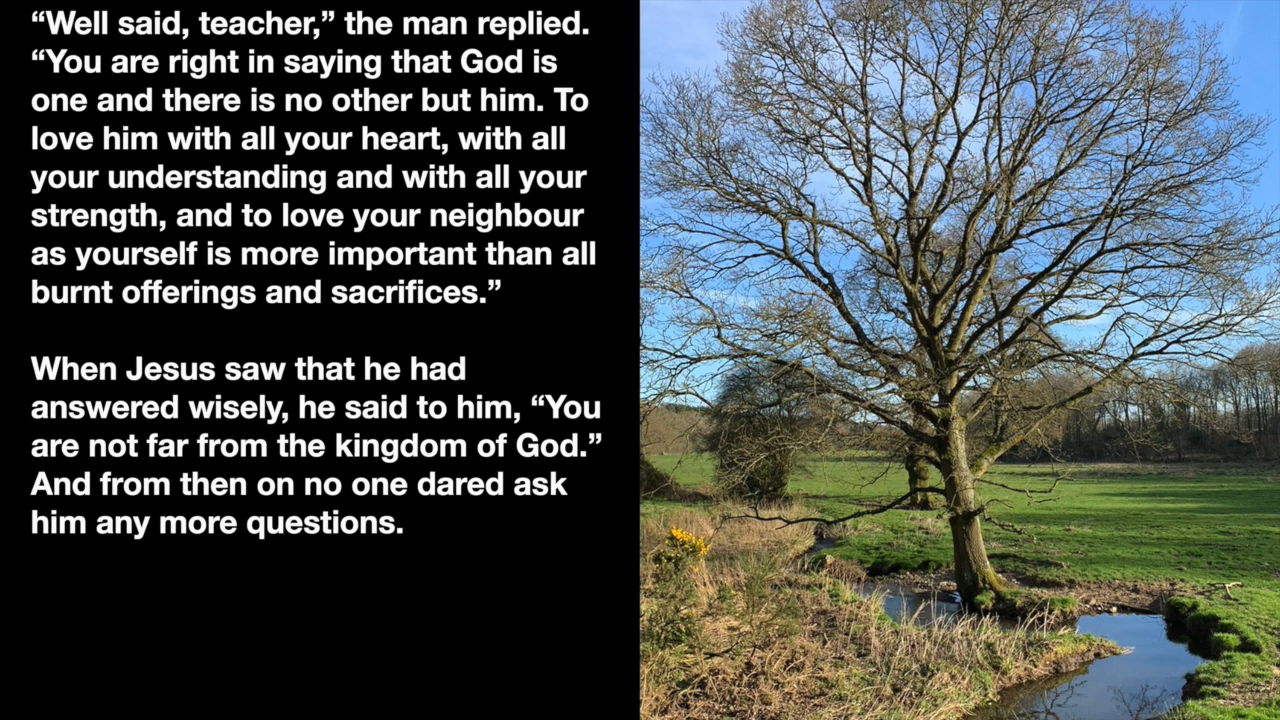 “Well said, teacher,” the man replied.
“You are right in saying that God is
one and there is no other but him. To
love him with all your heart, with all
your understanding and with all your
strength, and to love your neighbour
as yourself is more important than all
burnt offerings and sacrifices.”
When Jesus saw that he had
answered wisely, he said to him, “You
are not far from the kingdom of God.”
And from then on no one dared ask
him any more questions.